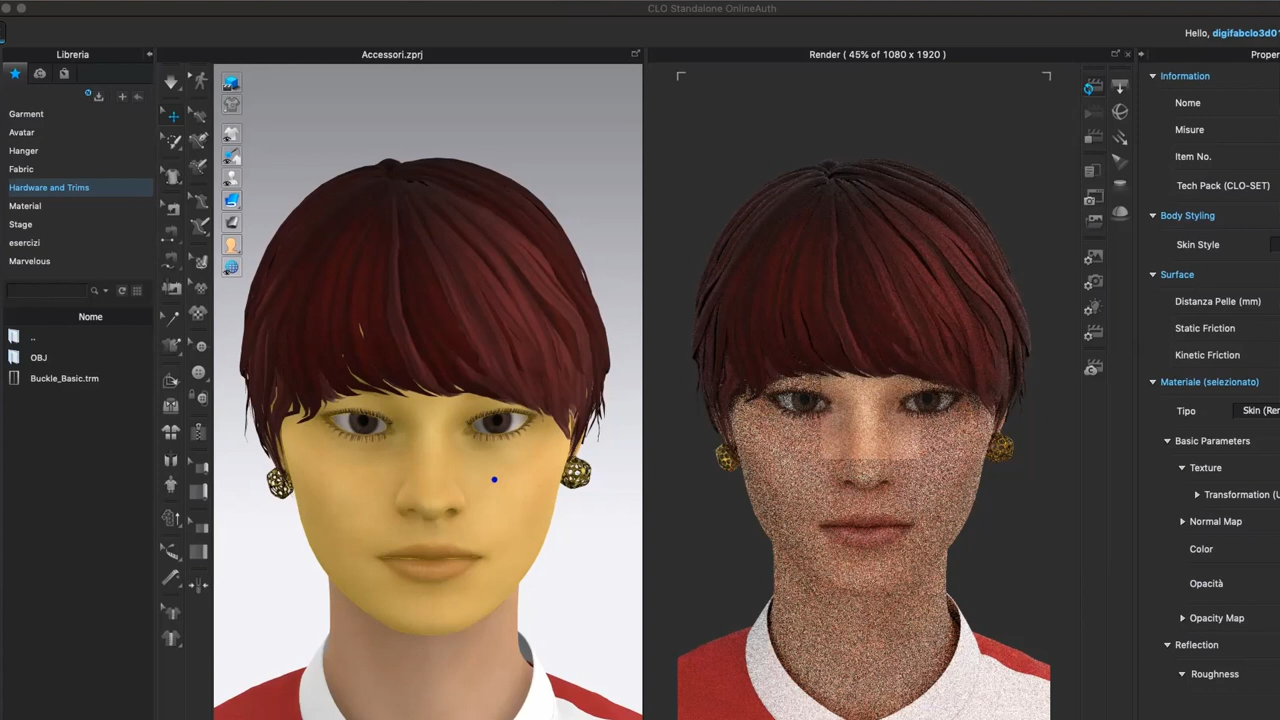 CLO Standalone OnlineAuth
Hello, digifabclo3d0
Libreria
Accessori.zprj
Render ( 45% of 1080 x 1920 )
Garment
Avatar
Hanger
Fabric
Hardware and Trims
Material
Stage
esercizi
Marvelous
Nome
..
OBJ
Buckle_Basic.trm
Information
Nome
Misure
Item No.
Tech Pack (CLO-SET)
Body Styling
Skin Style
Surface
Distanza Pelle (mm)
Static Friction
Kinetic Friction
Materiale (selezionato)
Tipo
Skin
Basic Parameters
Texture
Transformation
Normal Map
Color
Opacità
Opacity Map
Reflection
Roughness